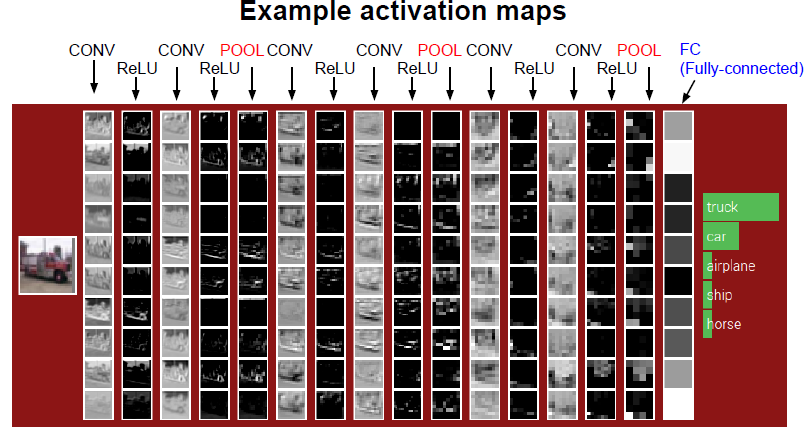 Example activation maps
CONV CONV POOL CONV CONV POOL CONV CONV POOL FC
ReLU ReLU ReLU ReLU ReLU ReLU (Fully-connected)
truck
car
airplane
ship
horse